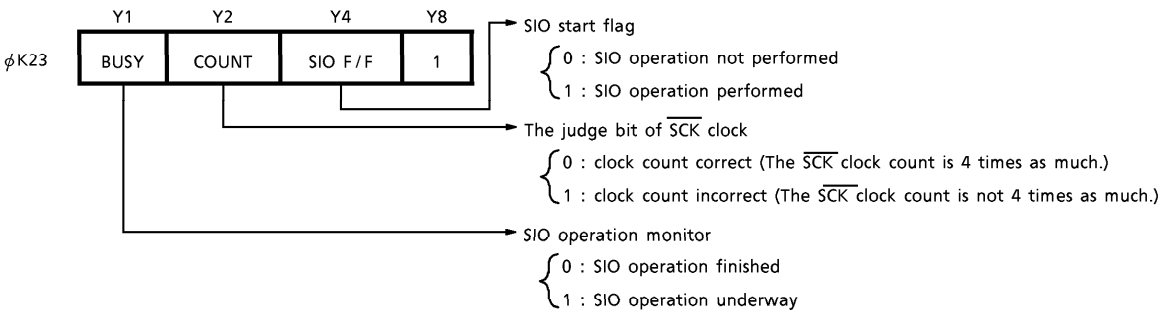 Y1 Y2 Y4 Y8
ϕK23 BUSY COUNT SIO F/F 1
SIO start flag
0 : SIO operation not performed
1 : SIO operation performed
The judge bit of S̅C̅K̅ clock
0 : clock count correct (The S̅C̅K̅ clock count is 4 times as much.)
1 : clock count incorrect (The S̅C̅K̅ clock count is not 4 times as much.)
SIO operation monitor
0 : SIO operation finished
1 : SIO operation underway